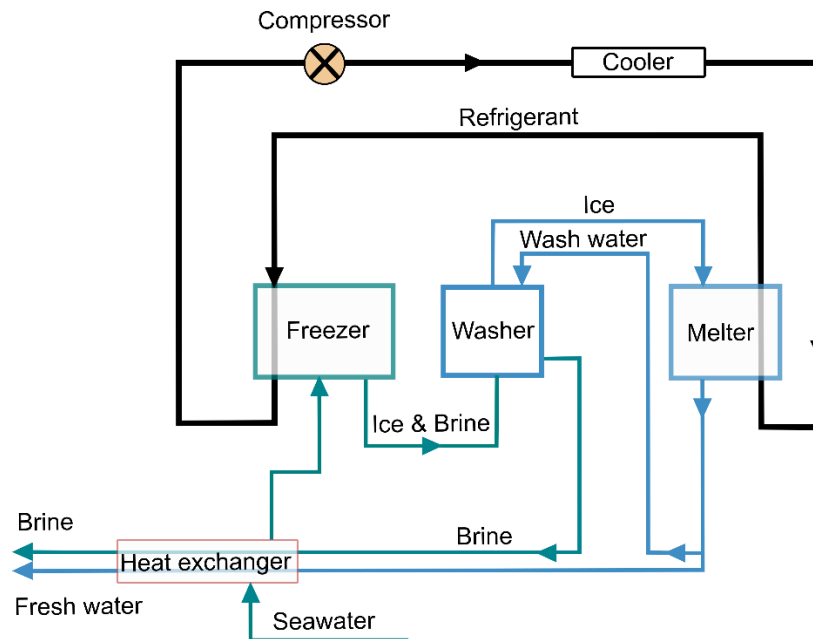 Compressor
Cooler
Refrigerant
Ice
Wash water
Freezer
Washer
Melter
Ice & Brine
Brine
Brine
Heat exchanger
Fresh water
Seawater